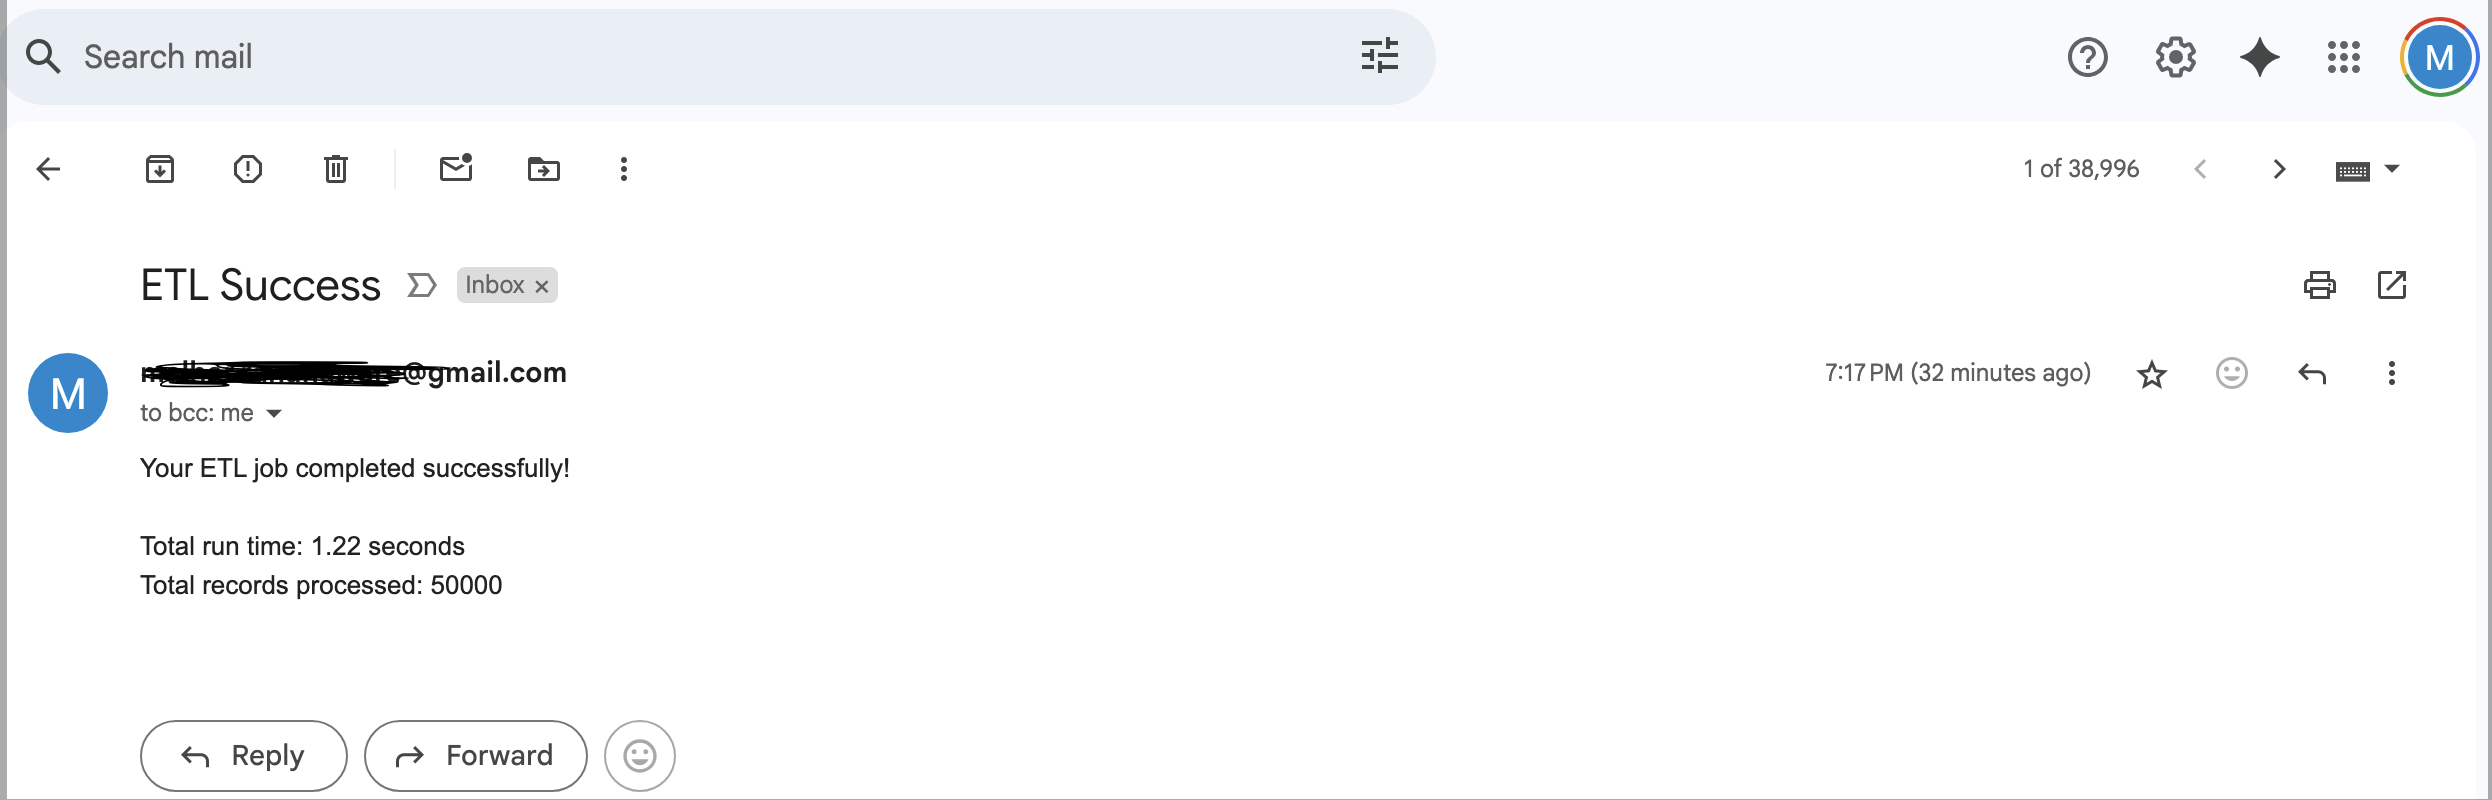 Search mail
M
1 of 38,996
ETL Success
Inbox ×
M
@gmail.com
7:17 PM (32 minutes ago)
to bcc: me
Your ETL job completed successfully!
Total run time: 1.22 seconds
Total records processed: 50000
Reply
Forward